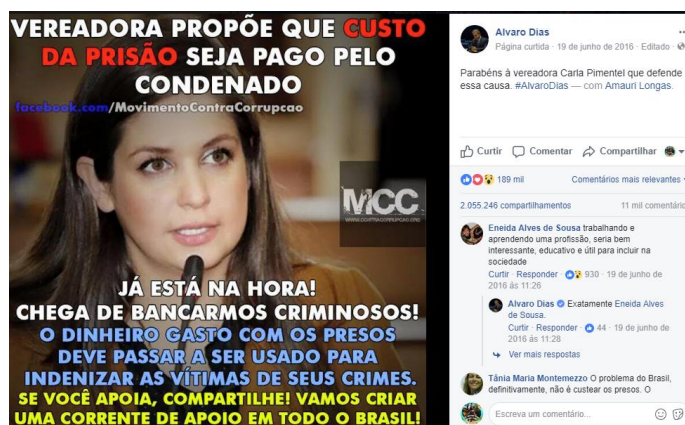 VEREADORA PROPÕE QUE CUSTO
DA PRISÃO SEJA PAGO PELO
CONDENADO
facebook.com/MovimentoContraCorrupcao
MCC
WWW.CONTRACORRUPCAO.ORG
JÁ ESTÁ NA HORA!
CHEGA DE BANCARMOS CRIMINOSOS!
O DINHEIRO GASTO COM OS PRESOS
DEVE PASSAR A SER USADO PARA
INDENIZAR AS VÍTIMAS DE SEUS CRIMES.
SE VOCÊ APOIA, COMPARTILHE! VAMOS CRIAR
UMA CORRENTE DE APOIO EM TODO O BRASIL!
Alvaro Dias
Página curtida · 19 de junho de 2016 · Editado ·
Parabéns à vereadora Carla Pimentel que defende
essa causa. #AlvaroDias — com Amauri Longas.
Curtir Comentar Compartilhar
189 mil Comentários mais relevantes
2.055.246 compartilhamentos 11 mil comentário
Eneida Alves de Sousa trabalhando e
aprendendo uma profissão, seria bem
interessante, educativo e útil para incluir na
sociedade
Curtir · Responder · 930 · 19 de junho de
2016 às 11:26
Alvaro Dias Exatamente Eneida Alves
de Sousa.
Curtir · Responder · 44 · 19 de junho de
2016 às 11:28
Ver mais respostas
Tânia Maria Montemezzo O problema do Brasil,
definitivamente, não é custear os presos. O
Escreva um comentário...